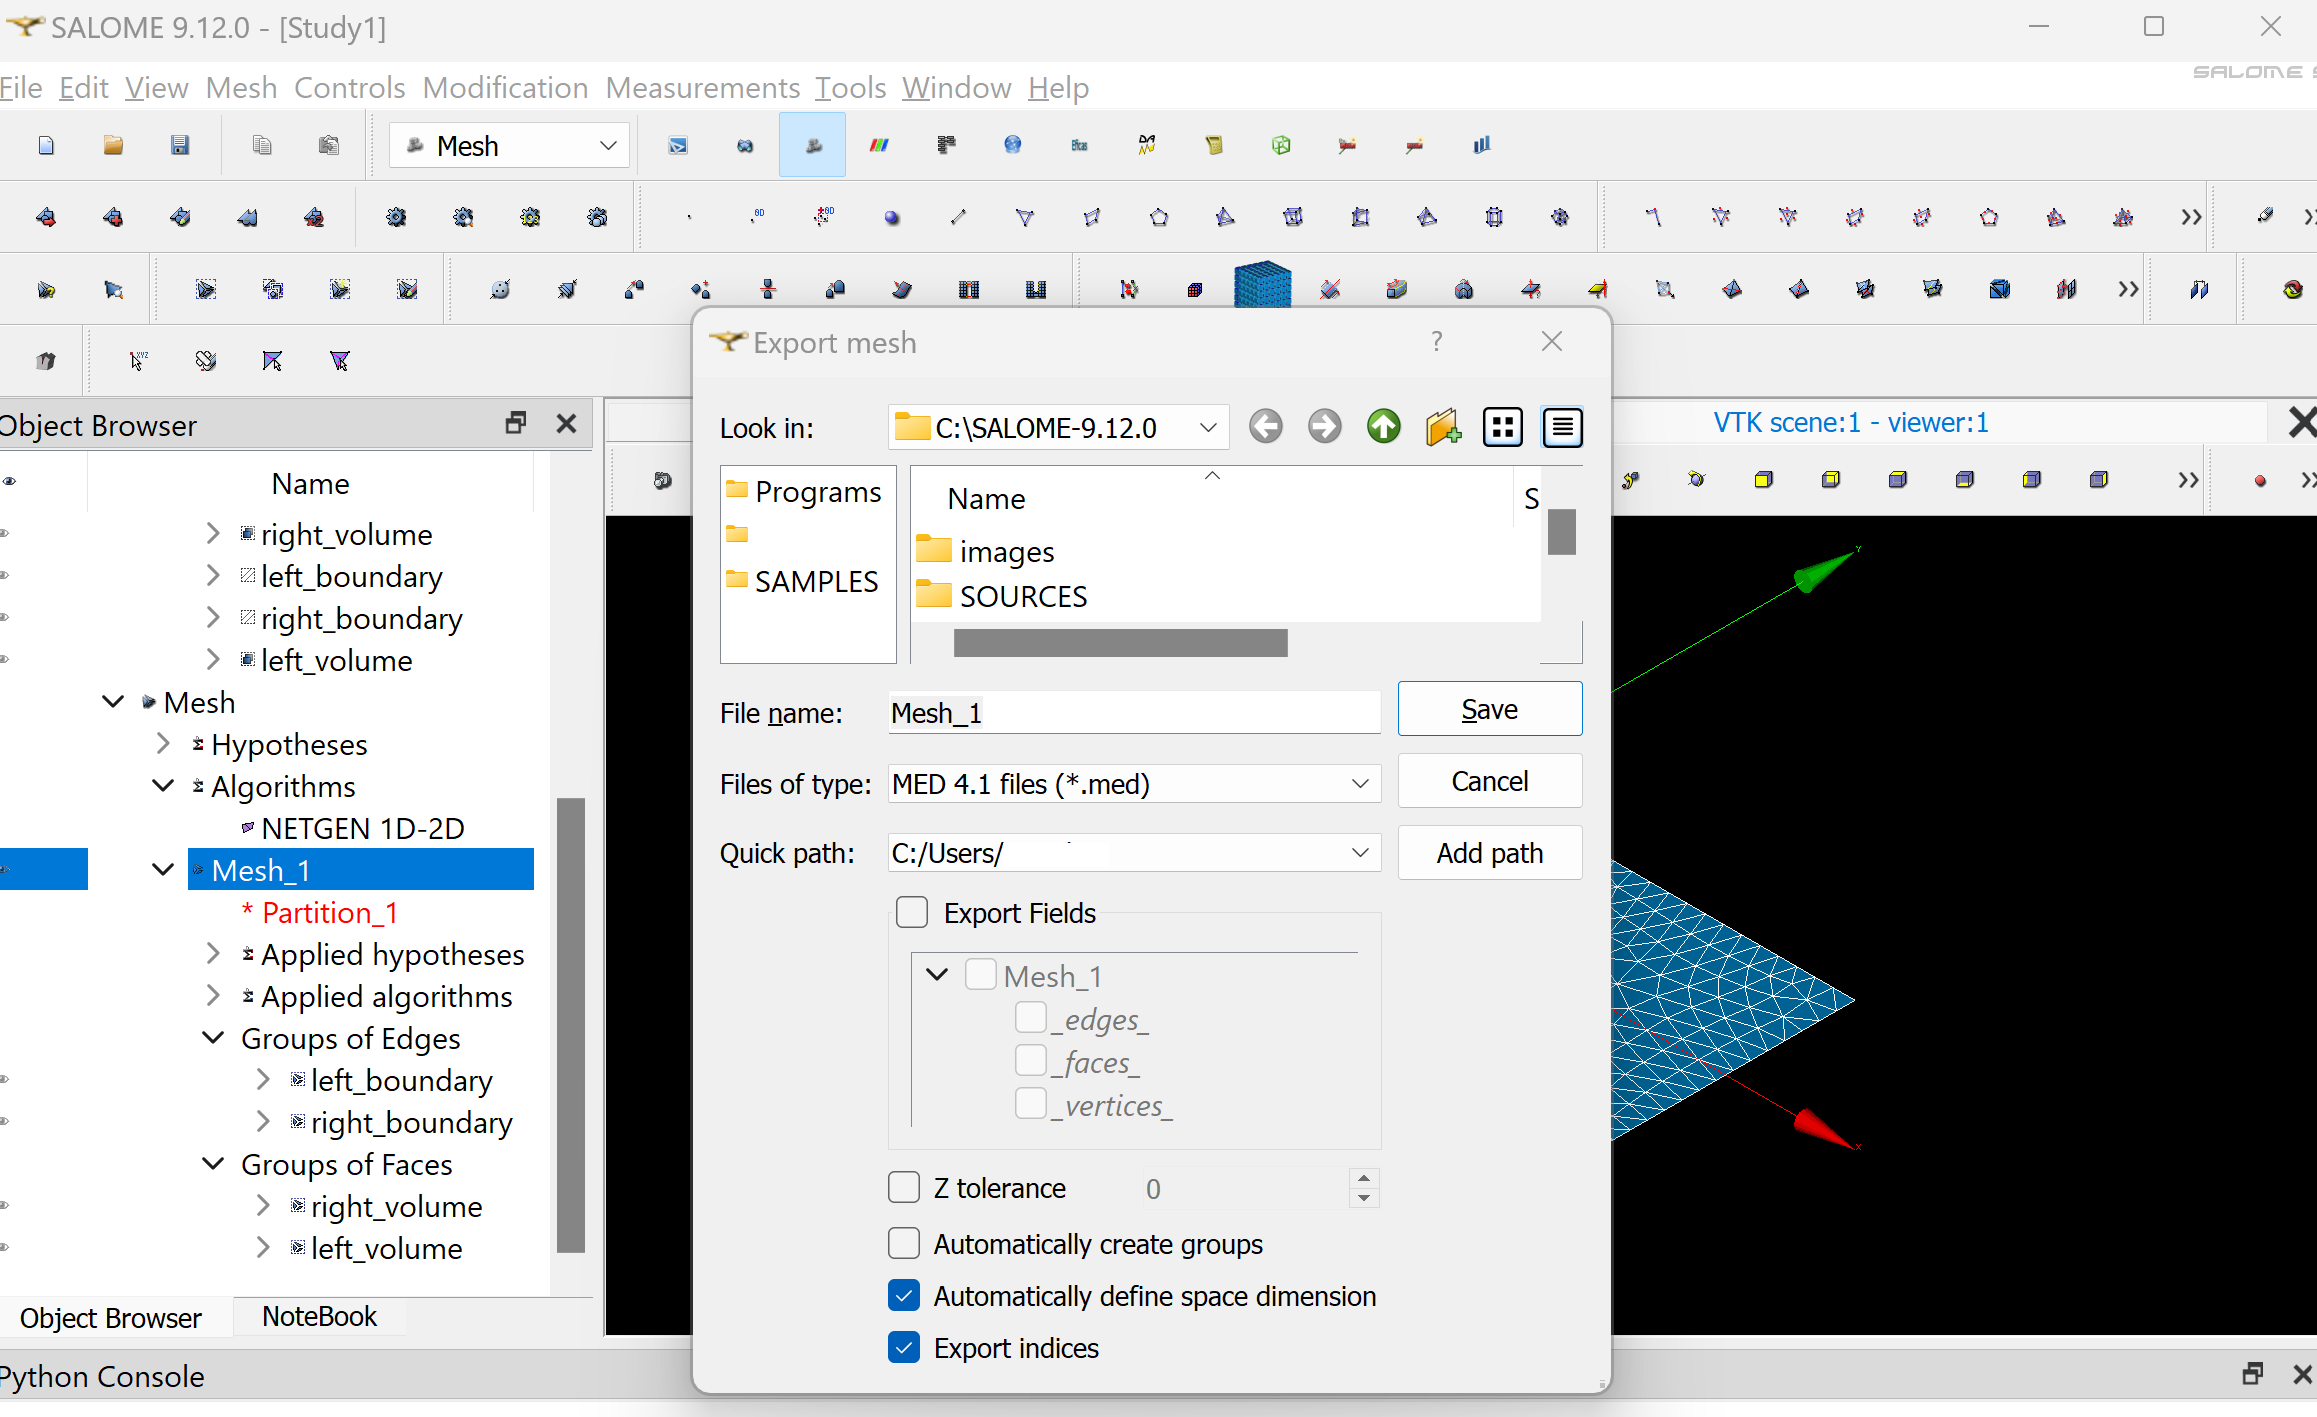 SALOME 9.12.0 - [Study1]
File Edit View Mesh Controls Modification Measurements Tools Window Help
SALOME
Mesh
Eficas
0D
0D
XYZ
Export mesh
?
Object Browser
Look in:
C:\SALOME-9.12.0
VTK scene:1 - viewer:1
Name
Programs
SAMPLES
Name
S
images
SOURCES
right_volume
left_boundary
right_boundary
left_volume
Mesh
Hypotheses
Algorithms
NETGEN 1D-2D
Mesh_1
* Partition_1
Applied hypotheses
Applied algorithms
Groups of Edges
left_boundary
right_boundary
Groups of Faces
right_volume
left_volume
File name:
Mesh_1
Save
Files of type:
MED 4.1 files (*.med)
Cancel
Quick path:
C:/Users/
Add path
Export Fields
Mesh_1
_edges_
_faces_
_vertices_
Z tolerance
0
Automatically create groups
Automatically define space dimension
Export indices
Y
X
Object Browser
NoteBook
Python Console